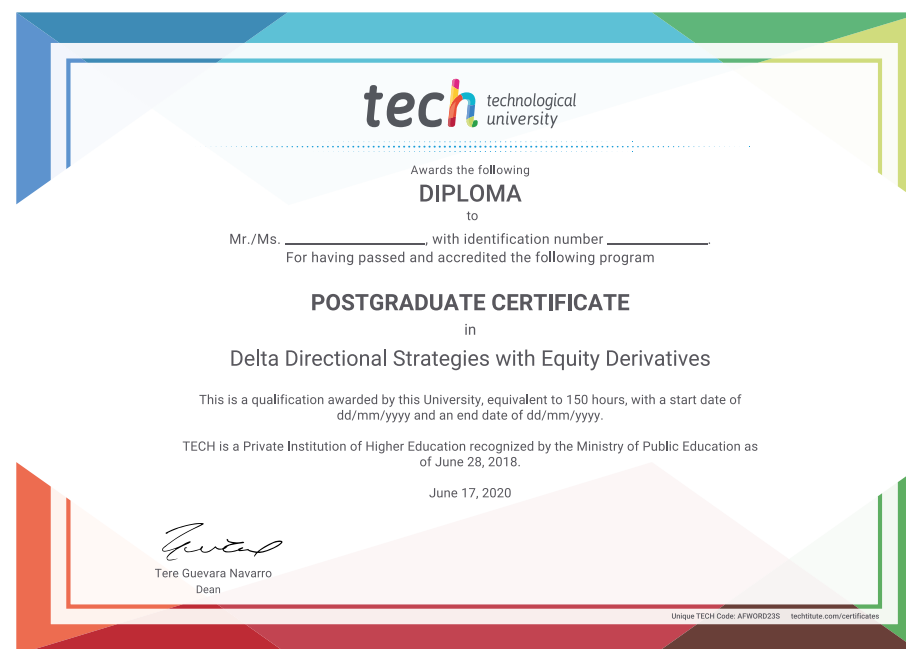 tech technological
university
Awards the following
DIPLOMA
to
Mr./Ms. ____________________, with identification number ______________.
For having passed and accredited the following program
POSTGRADUATE CERTIFICATE
in
Delta Directional Strategies with Equity Derivatives
This is a qualification awarded by this University, equivalent to 150 hours, with a start date of
dd/mm/yyyy and an end date of dd/mm/yyyy.
TECH is a Private Institution of Higher Education recognized by the Ministry of Public Education as
of June 28, 2018.
June 17, 2020
Tere Guevara Navarro
Dean
Unique TECH Code: AFWORD23S techtitute.com/certificates